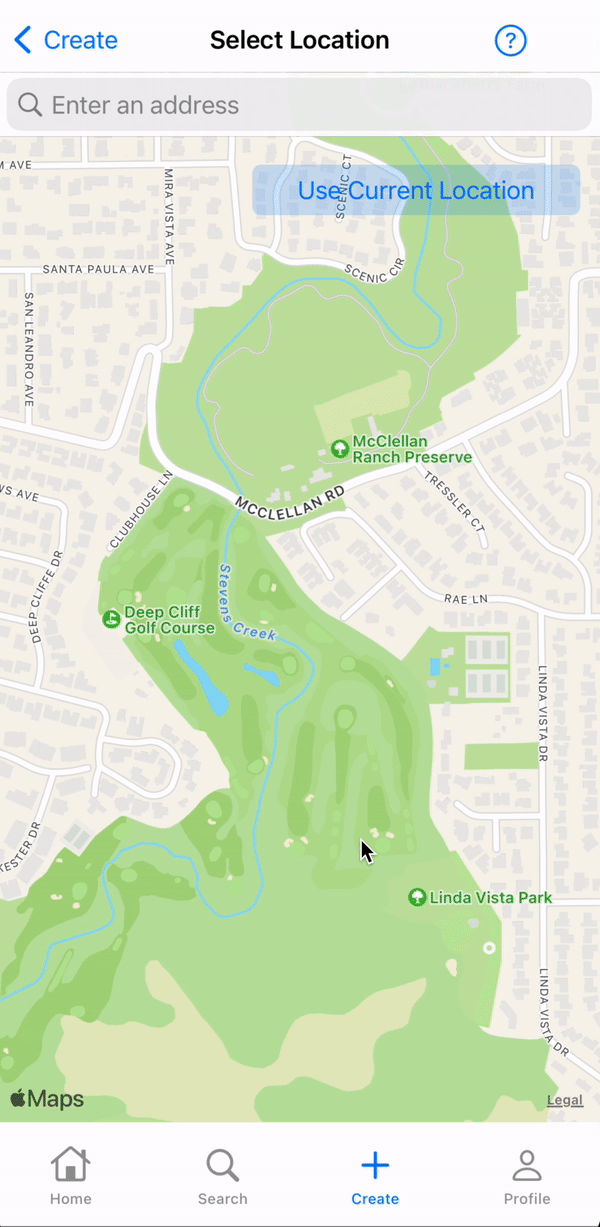 Create
Select Location
?
Enter an address
Use Current Location
AVE
MIRA VISTA AVE
SCENIC CT
SANTA PAULA AVE
SCENIC CIR
SAN LEANDRO AVE
McClellan
Ranch Preserve
MCCLELLAN RD
TRESSLER CT
CLUBHOUSE LN
WS AVE
DEEP CLIFFE DR
Stevens Creek
RAE LN
Deep Cliff
Golf Course
LINDA VISTA DR
KESTER DR
Linda Vista Park
LINDA VISTA DR
Maps
Legal
Home
Search
Create
Profile